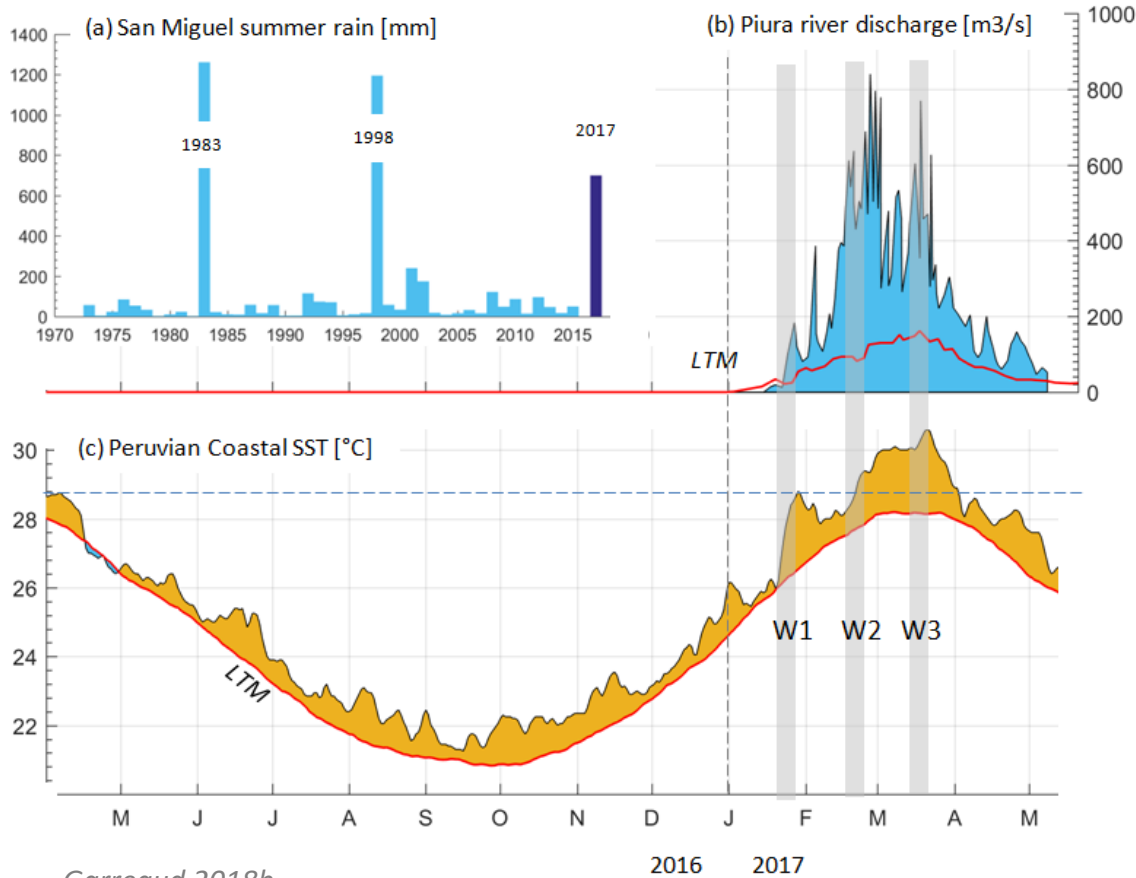 (a) San Miguel summer rain [mm]
(b) Piura river discharge [m3/s]
1400
1200
1000
800
600
400
200
0
1983
1998
2017
1970 1975 1980 1985 1990 1995 2000 2005 2010 2015
1000
800
600
400
200
0
LTM
(c) Peruvian Coastal SST [°C]
30
28
26
24
22
LTM
W1 W2 W3
M J J A S O N D J F M A M
2016 2017
Garreaud 2018b